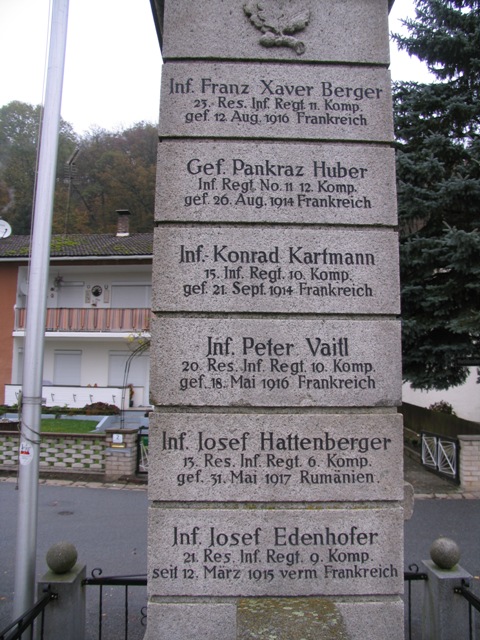 Inf. Franz Xaver Berger
23. Res. Inf. Regt. 11. Komp.
gef. 12. Aug. 1916 Frankreich.
Gef. Pankraz Huber
Inf. Regt. No. 11 12. Komp.
gef. 26. Aug. 1914 Frankreich.
Inf. Konrad Kartmann
15. Inf. Regt. 10. Komp.
gef. 21. Sept. 1914 Frankreich.
Inf. Peter Vaitl
20. Res. Inf. Regt. 10. Komp.
gef. 18. Mai 1916 Frankreich.
Inf. Josef Hattenberger
13. Res. Inf. Regt. 6. Komp.
gef. 31. Mai 1917 Rumänien.
Inf. Josef Edenhofer
21. Res. Inf. Regt. 9. Komp.
seit 12. März 1915 verm Frankreich.